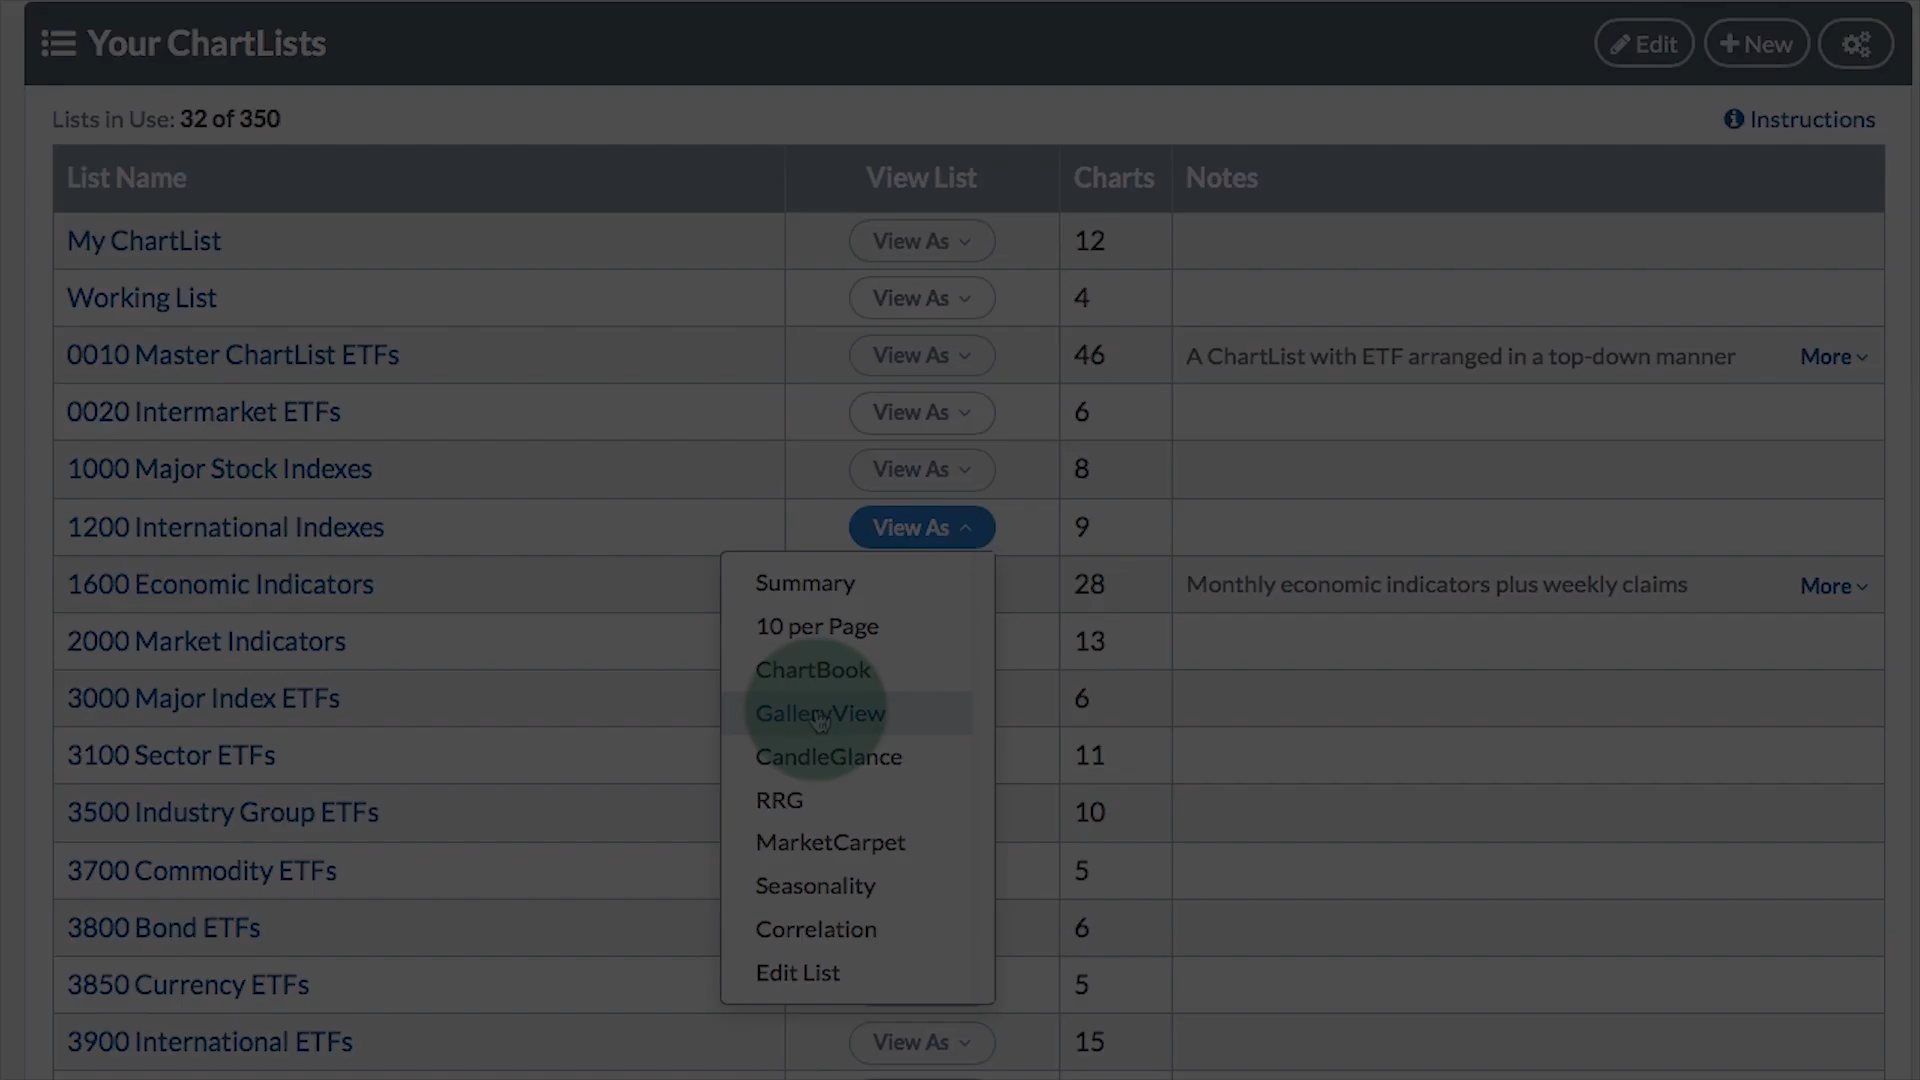 Your ChartLists
Edit
New
Lists in Use: 32 of 350
Instructions
List Name
View List
Charts
Notes
My ChartList
View As
12
Working List
View As
4
0010 Master ChartList ETFs
View As
46
A ChartList with ETF arranged in a top-down manner
More
0020 Intermarket ETFs
View As
6
1000 Major Stock Indexes
View As
8
1200 International Indexes
View As
9
Summary
10 per Page
ChartBook
GalleryView
CandleGlance
RRG
MarketCarpet
Seasonality
Correlation
Edit List
1600 Economic Indicators
28
Monthly economic indicators plus weekly claims
More
2000 Market Indicators
13
3000 Major Index ETFs
6
3100 Sector ETFs
11
3500 Industry Group ETFs
10
3700 Commodity ETFs
5
3800 Bond ETFs
6
3850 Currency ETFs
5
3900 International ETFs
View As
15